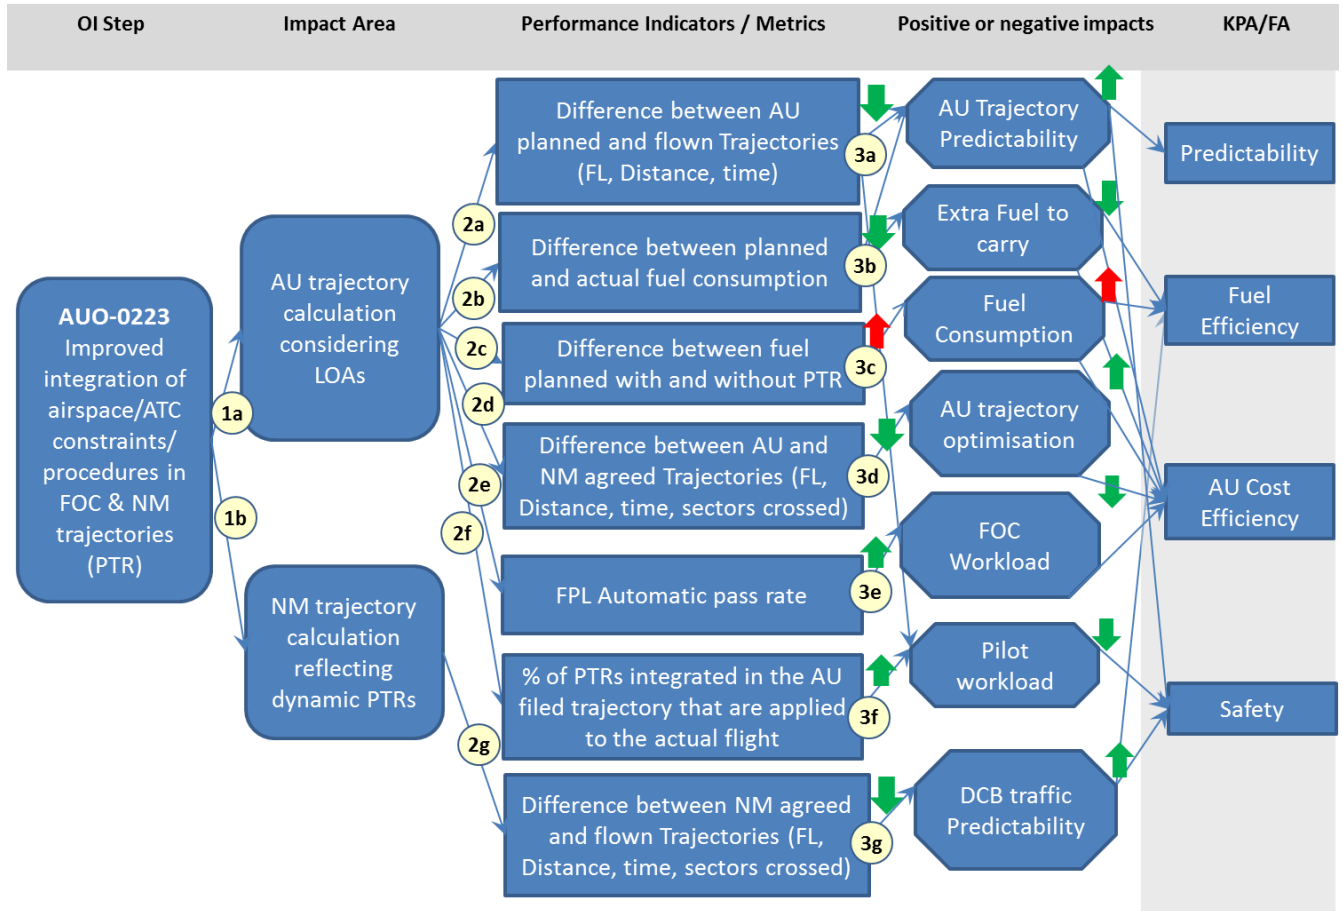 OI Step
Impact Area
Performance Indicators / Metrics
Positive or negative impacts
KPA/FA
AUO-0223
Improved
integration of
airspace/ATC
constraints/
procedures in
FOC & NM
trajectories
(PTR)
1a
1b
AU trajectory
calculation
considering
LOAs
NM trajectory
calculation
reflecting
dynamic PTRs
2a
2b
2c
2d
2e
2f
2g
Difference between AU
planned and flown Trajectories
(FL, Distance, time)
Difference between planned
and actual fuel consumption
Difference between fuel
planned with and without PTR
Difference between AU and
NM agreed Trajectories (FL,
Distance, time, sectors crossed)
FPL Automatic pass rate
% of PTRs integrated in the AU
filed trajectory that are applied
to the actual flight
Difference between NM agreed
and flown Trajectories (FL,
Distance, time, sectors crossed)
3a
3b
3c
3d
3e
3f
3g
AU Trajectory
Predictability
Extra Fuel to
carry
Fuel
Consumption
AU trajectory
optimisation
FOC
Workload
Pilot
workload
DCB traffic
Predictability
Predictability
Fuel
Efficiency
AU Cost
Efficiency
Safety